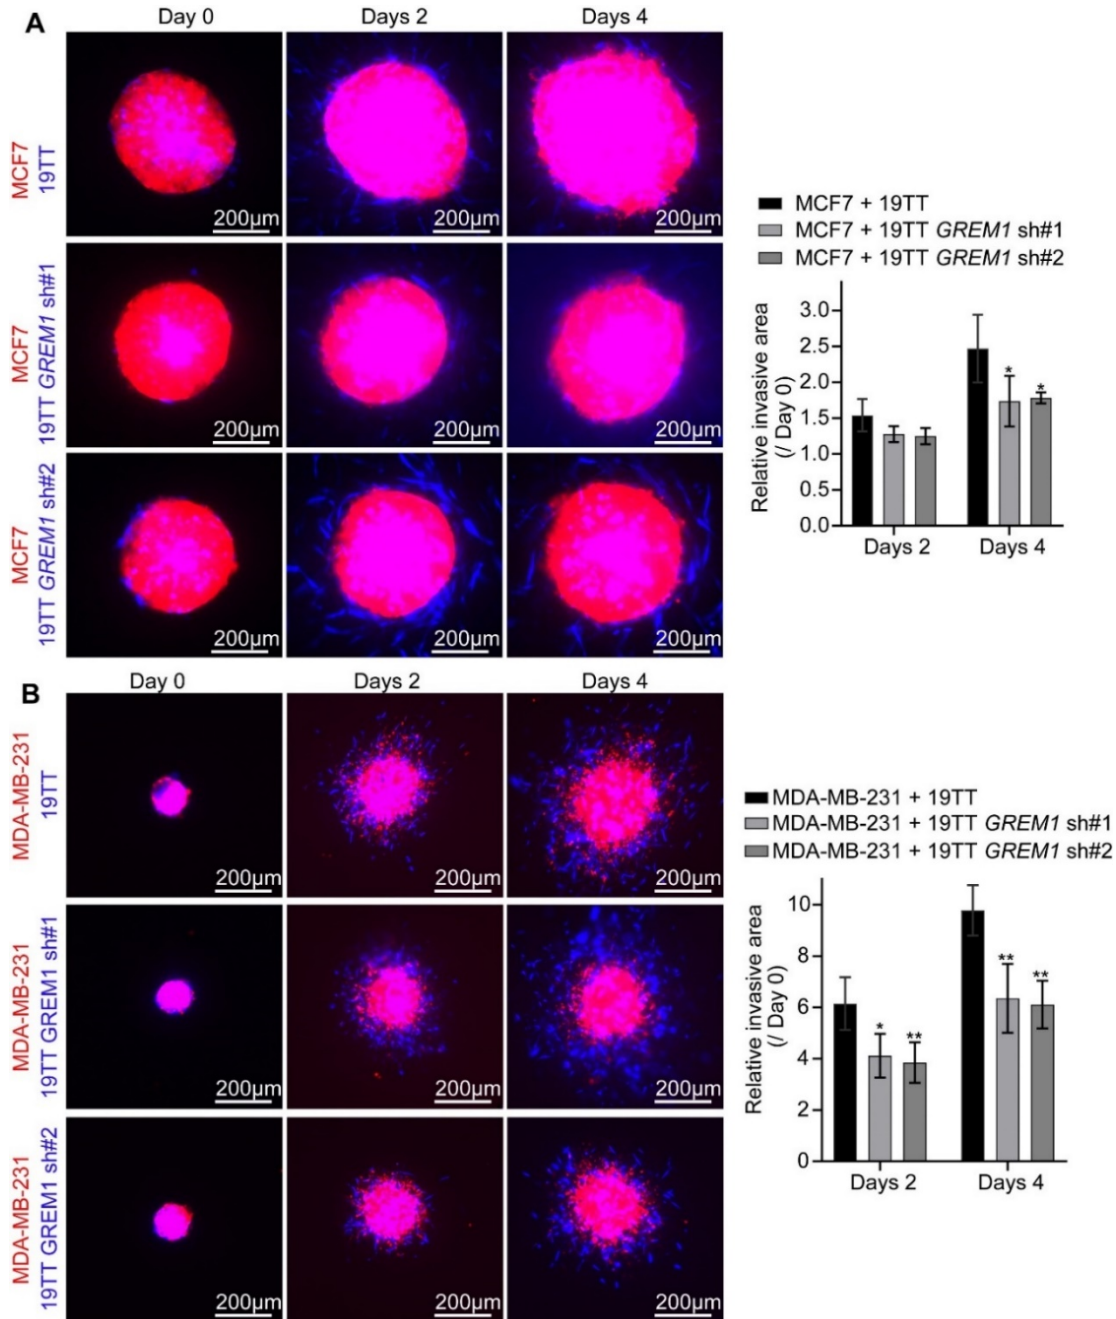 A
Day 0
Days 2
Days 4
MCF7
19TT
200μm
200μm
200μm
MCF7
19TT GREM1 sh#1
200μm
200μm
200μm
MCF7
19TT GREM1 sh#2
200μm
200μm
200μm
MCF7 + 19TT
MCF7 + 19TT GREM1 sh#1
MCF7 + 19TT GREM1 sh#2
Relative invasive area
(/ Day 0)
3.0
2.5
2.0
1.5
1.0
0.5
0.0
*
*
Days 2
Days 4
B
Day 0
Days 2
Days 4
MDA-MB-231
19TT
200μm
200μm
200μm
MDA-MB-231
19TT GREM1 sh#1
200μm
200μm
200μm
MDA-MB-231
19TT GREM1 sh#2
200μm
200μm
200μm
MDA-MB-231 + 19TT
MDA-MB-231 + 19TT GREM1 sh#1
MDA-MB-231 + 19TT GREM1 sh#2
Relative invasive area
(/ Day 0)
10
8
6
4
2
0
*
**
**
**
Days 2
Days 4